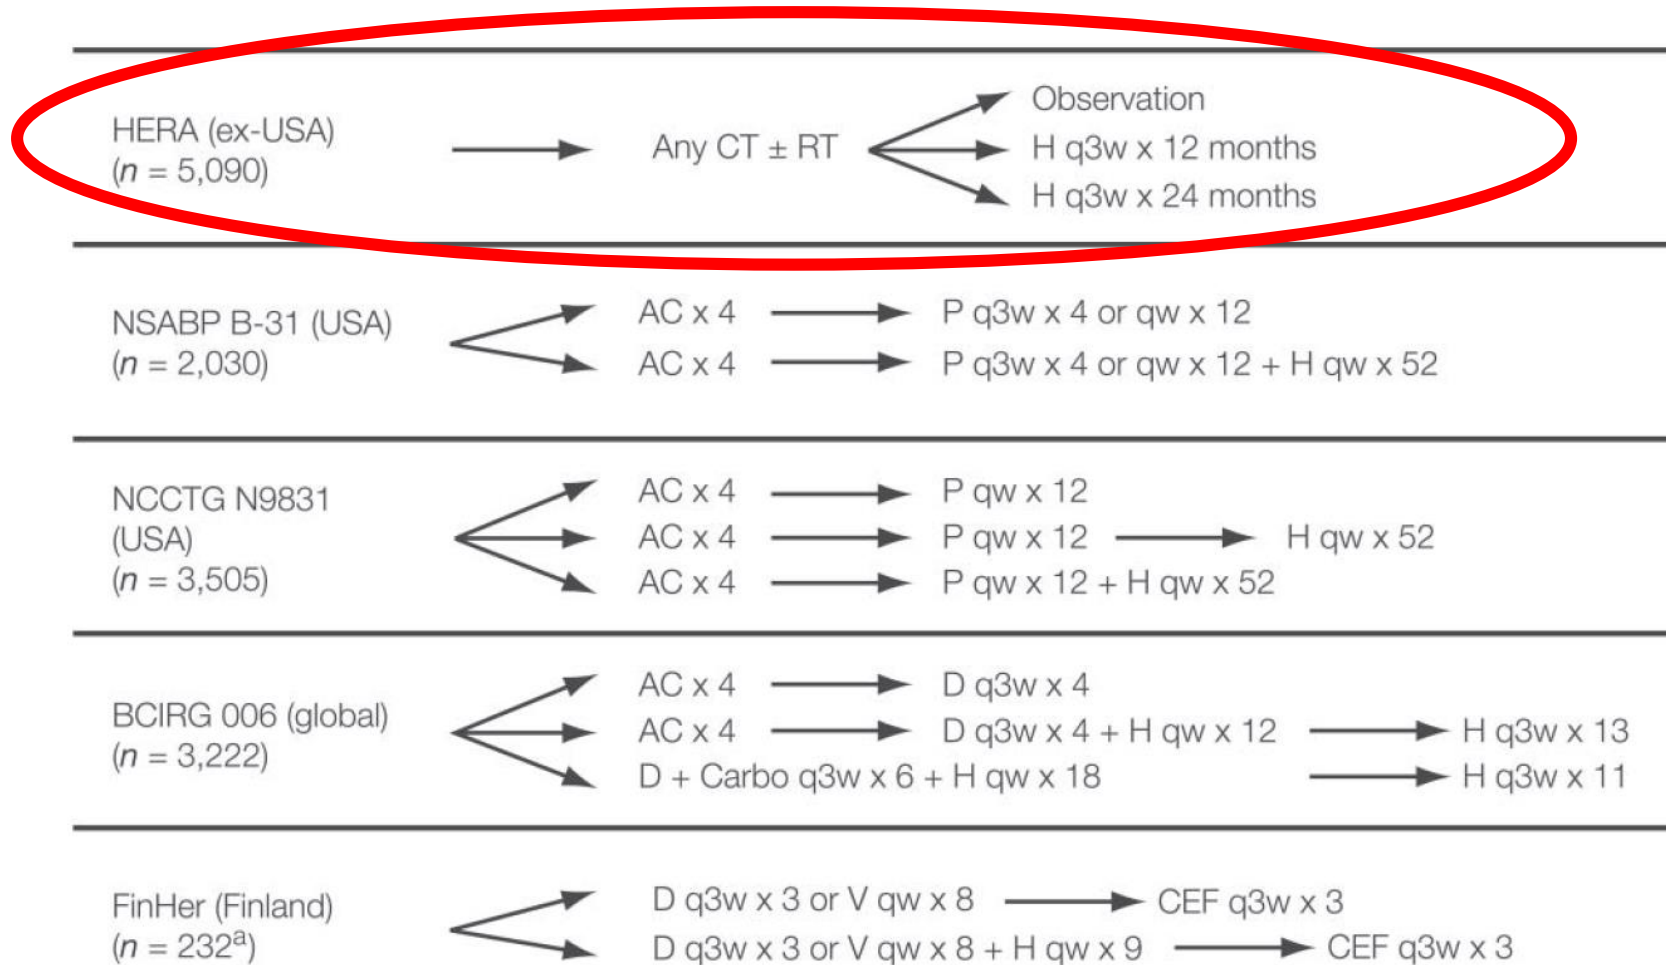 HERA (ex-USA)
(n = 5,090)
Any CT ± RT
Observation
H q3w x 12 months
H q3w x 24 months
NSABP B-31 (USA)
(n = 2,030)
AC x 4 P q3w x 4 or qw x 12
AC x 4 P q3w x 4 or qw x 12 + H qw x 52
NCCTG N9831
(USA)
(n = 3,505)
AC x 4 P qw x 12
AC x 4 P qw x 12 H qw x 52
AC x 4 P qw x 12 + H qw x 52
BCIRG 006 (global)
(n = 3,222)
AC x 4 D q3w x 4
AC x 4 D q3w x 4 + H qw x 12 H q3w x 13
D + Carbo q3w x 6 + H qw x 18 H q3w x 11
FinHer (Finland)
(n = 232ª)
D q3w x 3 or V qw x 8 CEF q3w x 3
D q3w x 3 or V qw x 8 + H qw x 9 CEF q3w x 3